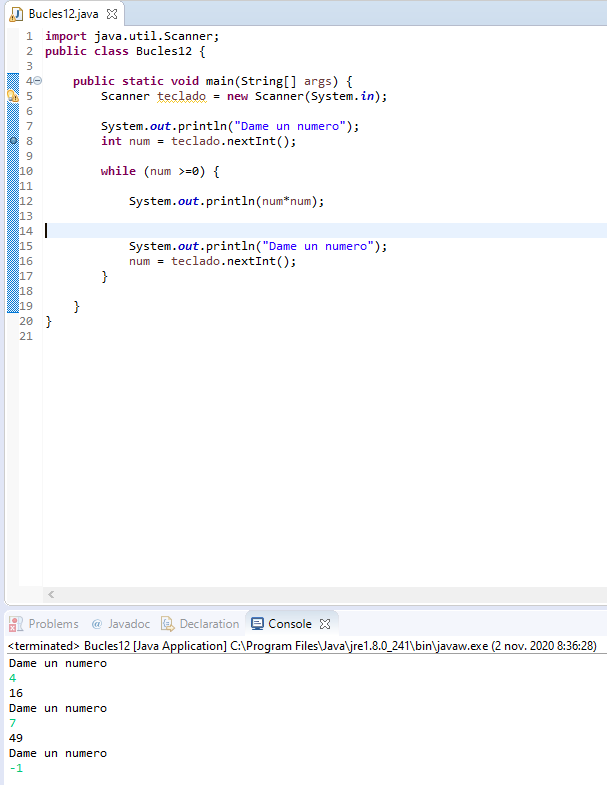 Bucles12.java
1 import java.util.Scanner;
2 public class Bucles12 {
3
4 public static void main(String[] args) {
5 Scanner teclado = new Scanner(System.in);
6
7 System.out.println("Dame un numero");
8 int num = teclado.nextInt();
9
10 while (num >=0) {
11
12 System.out.println(num*num);
13
14
15 System.out.println("Dame un numero");
16 num = teclado.nextInt();
17 }
18
19 }
20 }
21
Problems @ Javadoc Declaration Console
<terminated> Bucles12 [Java Application] C:\Program Files\Java\jre1.8.0_241\bin\javaw.exe (2 nov. 2020 8:36:28)
Dame un numero
4
16
Dame un numero
7
49
Dame un numero
-1